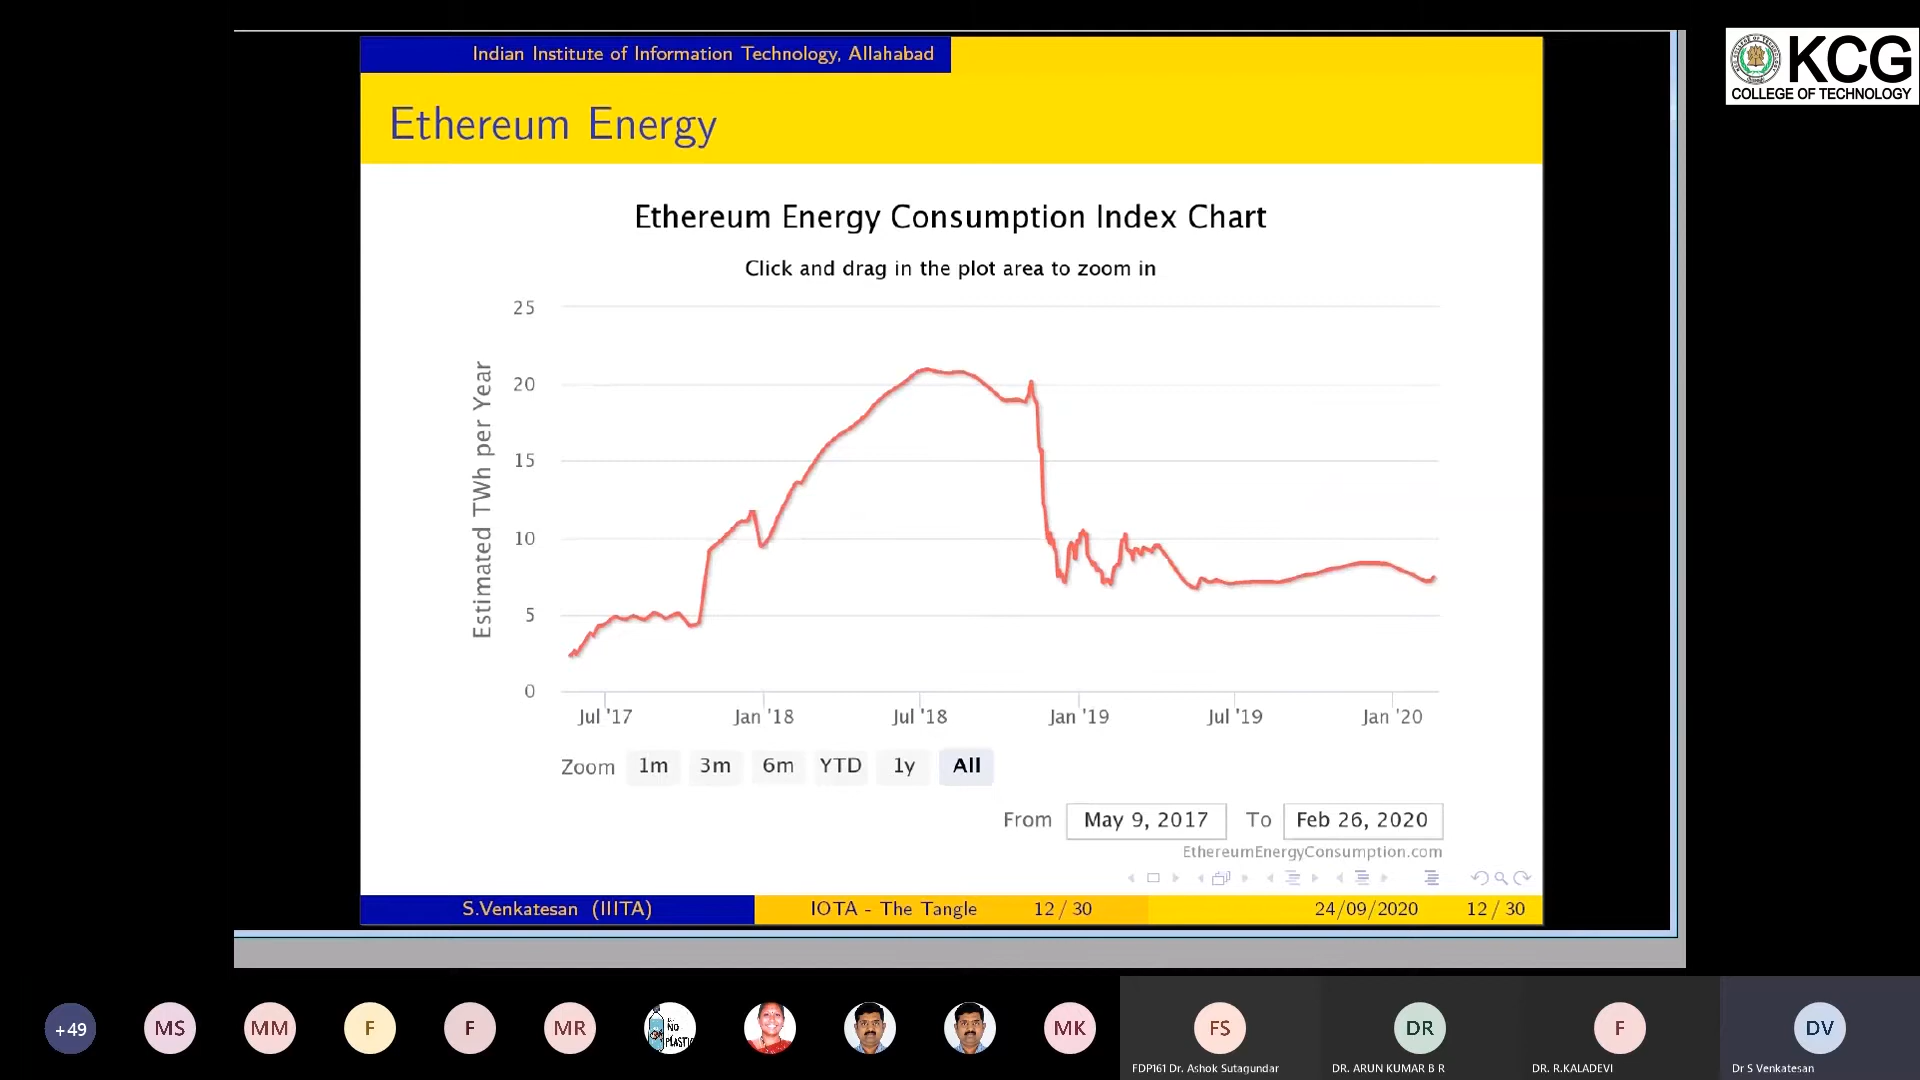 Indian Institute of Information Technology, Allahabad
KCG
COLLEGE OF TECHNOLOGY
Ethereum Energy
Ethereum Energy Consumption Index Chart
Click and drag in the plot area to zoom in
Estimated TWh per Year
25
20
15
10
5
0
Jul '17 Jan '18 Jul '18 Jan '19 Jul '19 Jan '20
Zoom 1m 3m 6m YTD 1y All
From May 9, 2017 To Feb 26, 2020
EthereumEnergyConsumption.com
S.Venkatesan (IIITA) IOTA - The Tangle 12 / 30 24/09/2020 12 / 30
+49 MS MM F F MR NO PLASTIC MK FS DR F DV
FDP161 Dr. Ashok Sutagundar DR. ARUN KUMAR B R DR. R.KALADEVI Dr S Venkatesan